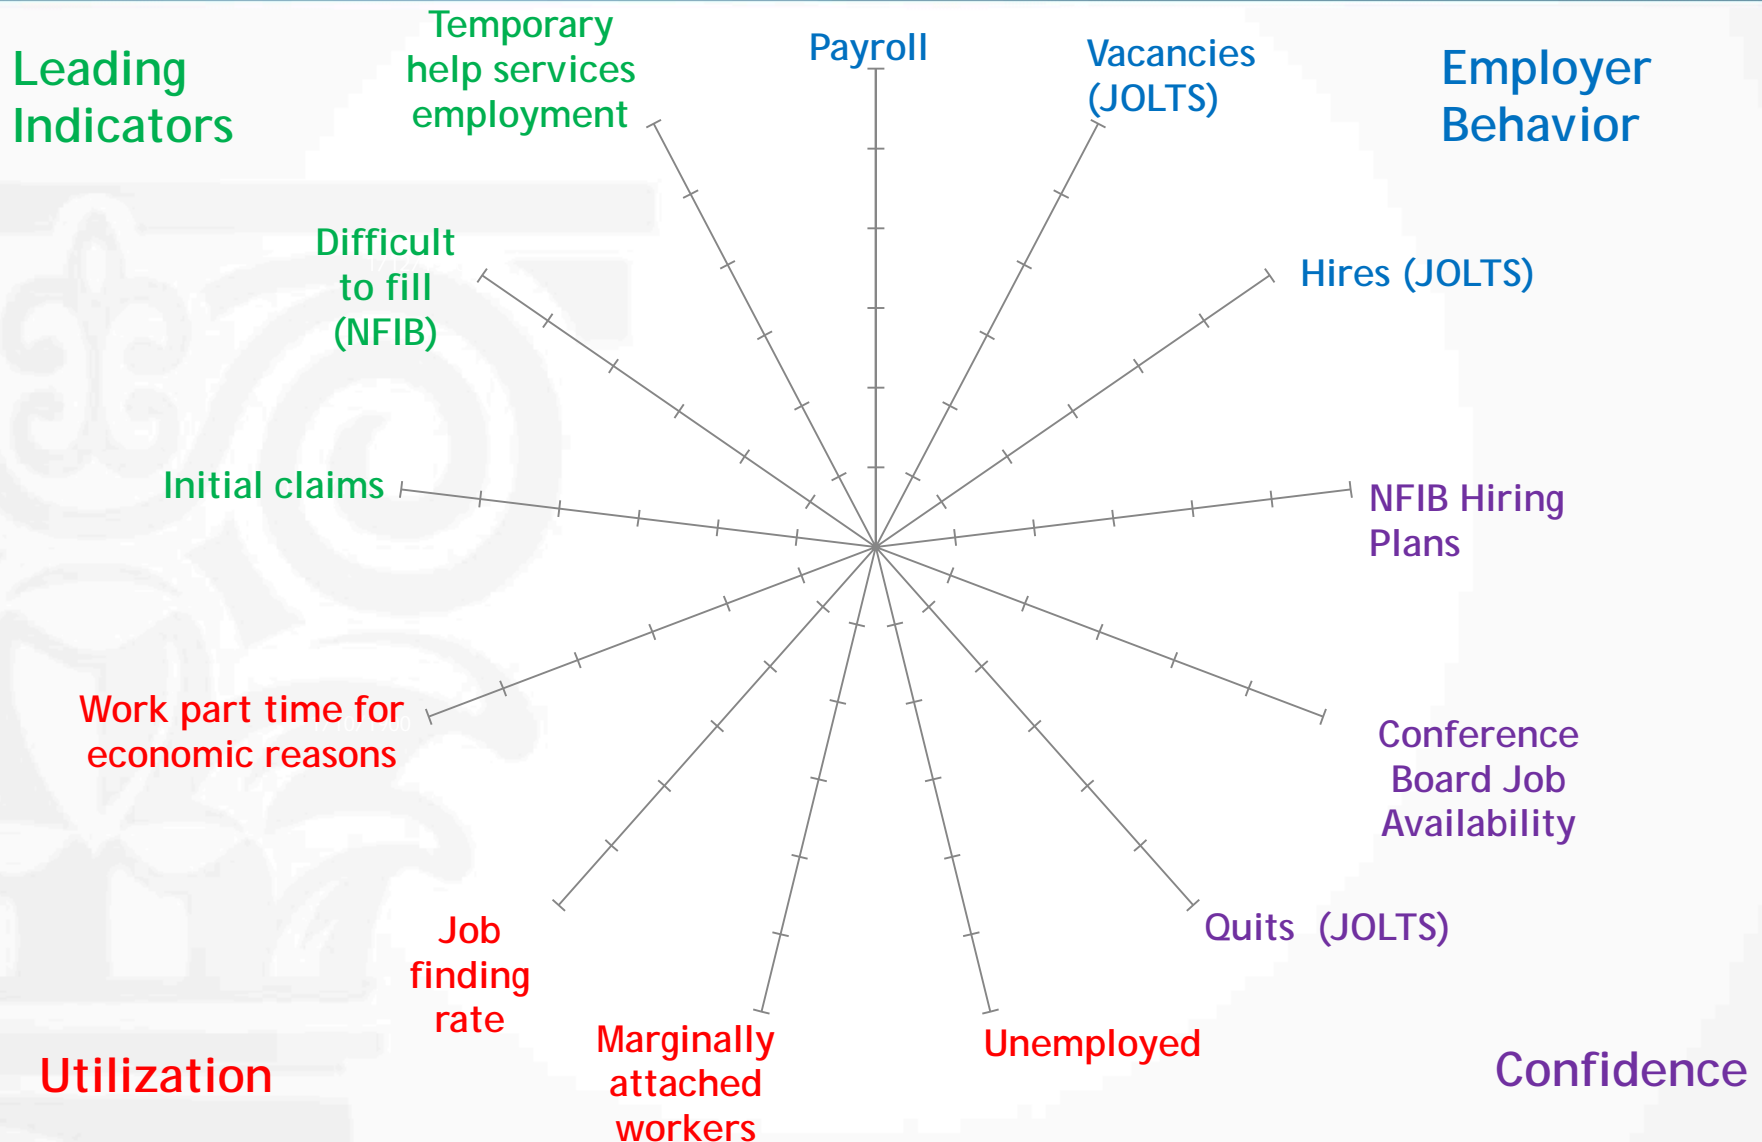 Leading
Indicators
Temporary
help services
employment
Payroll
Vacancies
(JOLTS)
Employer
Behavior
Difficult
to fill
(NFIB)
Hires (JOLTS)
Initial claims
NFIB Hiring
Plans
Work part time for
economic reasons
Conference
Board Job
Availability
Job
finding
rate
Quits (JOLTS)
Marginally
attached
workers
Unemployed
Utilization
Confidence